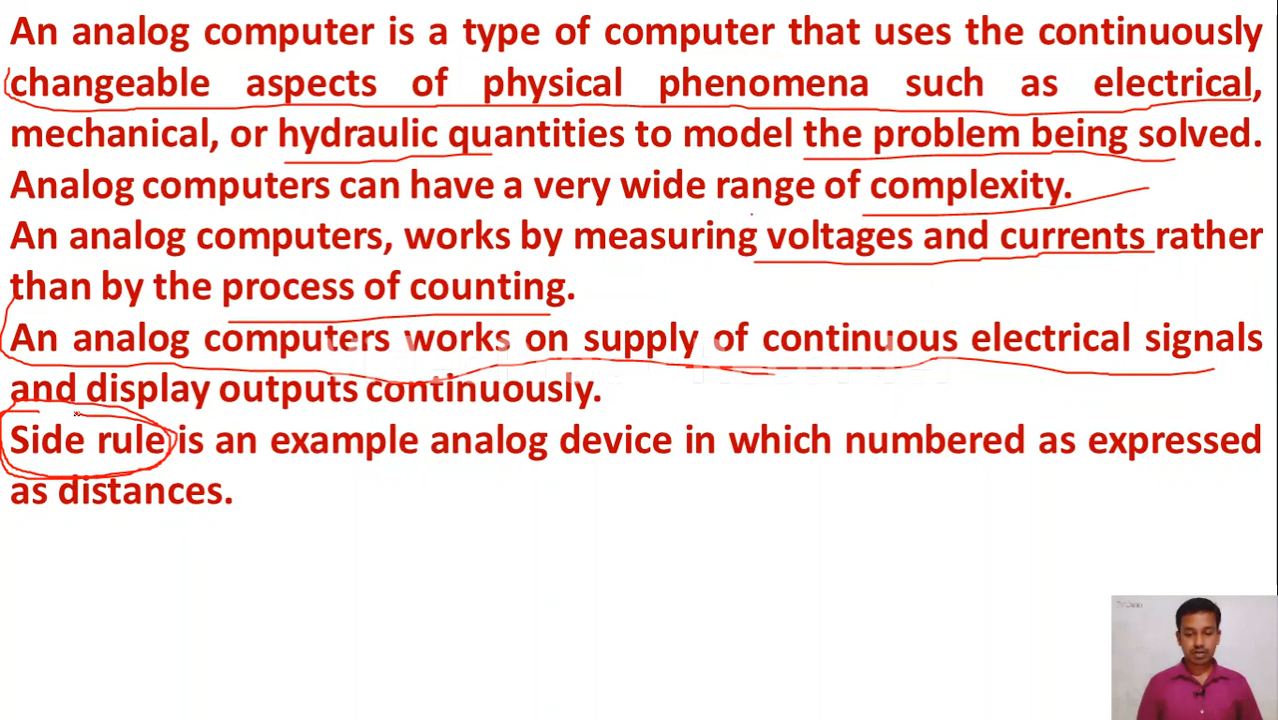 An analog computer is a type of computer that uses the continuously
changeable aspects of physical phenomena such as electrical,
mechanical, or hydraulic quantities to model the problem being solved.
Analog computers can have a very wide range of complexity.
An analog computers, works by measuring voltages and currents rather
than by the process of counting.
An analog computers works on supply of continuous electrical signals
and display outputs continuously.
Side rule is an example analog device in which numbered as expressed
as distances.